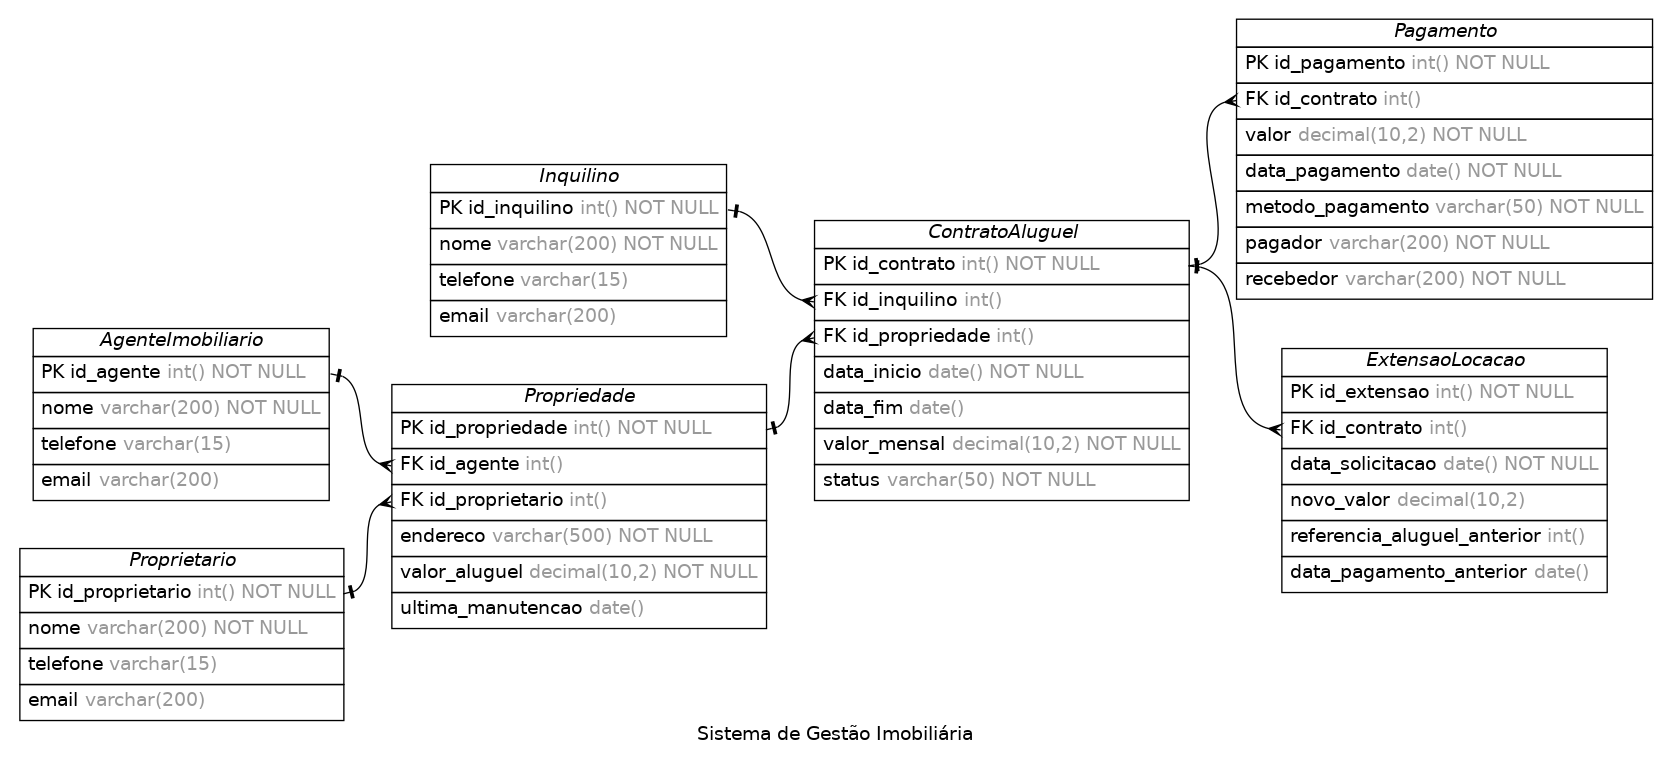 Pagamento
PK id_pagamento int() NOT NULL
FK id_contrato int()
valor decimal(10,2) NOT NULL
data_pagamento date() NOT NULL
metodo_pagamento varchar(50) NOT NULL
pagador varchar(200) NOT NULL
recebedor varchar(200) NOT NULL
Inquilino
PK id_inquilino int() NOT NULL
nome varchar(200) NOT NULL
telefone varchar(15)
email varchar(200)
ContratoAluguel
PK id_contrato int() NOT NULL
FK id_inquilino int()
FK id_propriedade int()
data_inicio date() NOT NULL
data_fim date()
valor_mensal decimal(10,2) NOT NULL
status varchar(50) NOT NULL
AgenteImobiliario
PK id_agente int() NOT NULL
nome varchar(200) NOT NULL
telefone varchar(15)
email varchar(200)
ExtensaoLocacao
PK id_extensao int() NOT NULL
FK id_contrato int()
data_solicitacao date() NOT NULL
novo_valor decimal(10,2)
referencia_aluguel_anterior int()
data_pagamento_anterior date()
Propriedade
PK id_propriedade int() NOT NULL
FK id_agente int()
FK id_proprietario int()
endereco varchar(500) NOT NULL
valor_aluguel decimal(10,2) NOT NULL
ultima_manutencao date()
Proprietario
PK id_proprietario int() NOT NULL
nome varchar(200) NOT NULL
telefone varchar(15)
email varchar(200)
Sistema de Gestão Imobiliária